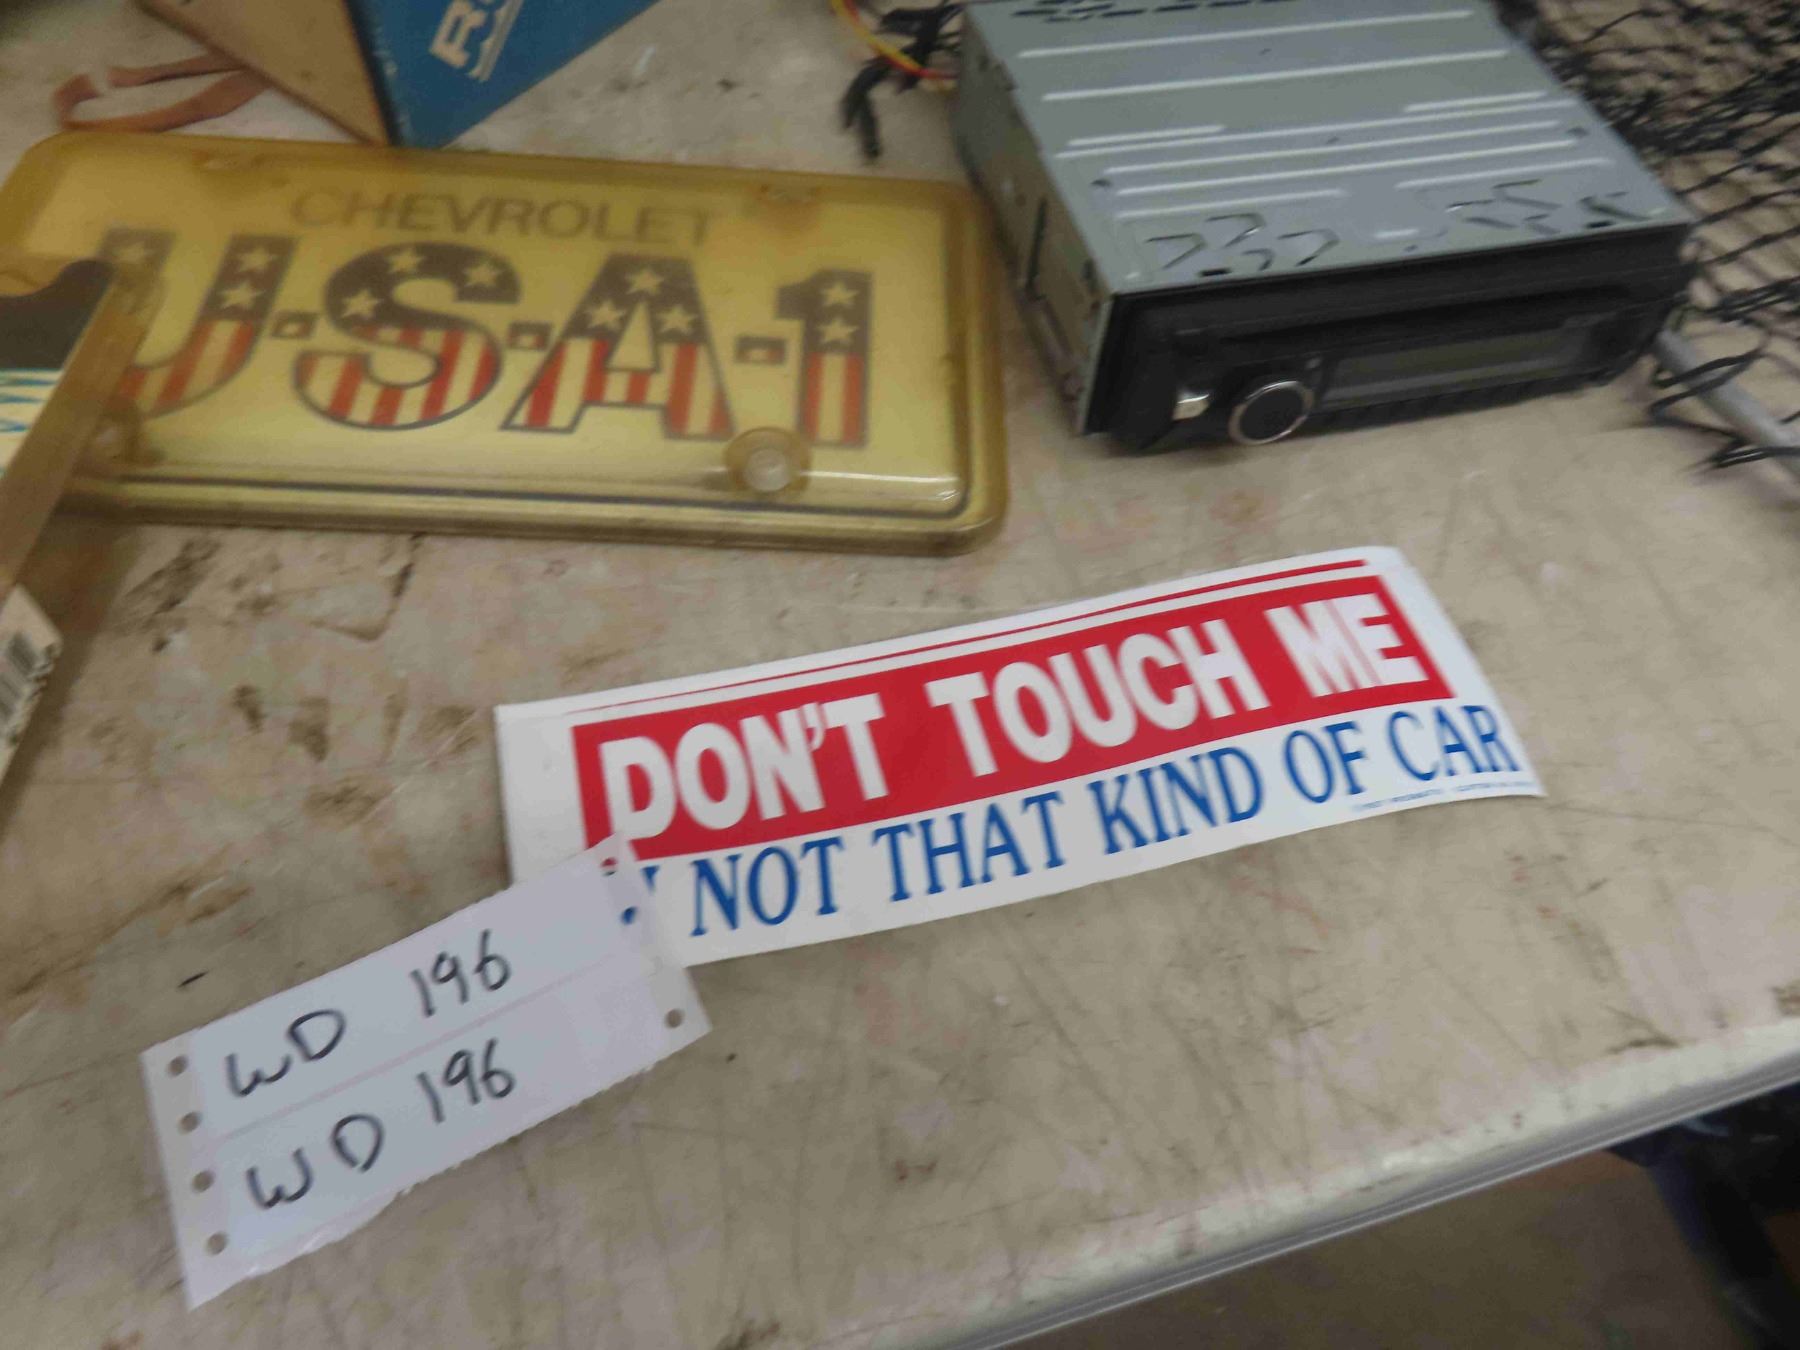 CHEVROLET
U·S·A-1
DON'T TOUCH ME
NOT THAT KIND OF CAR
WD 196
WD 196